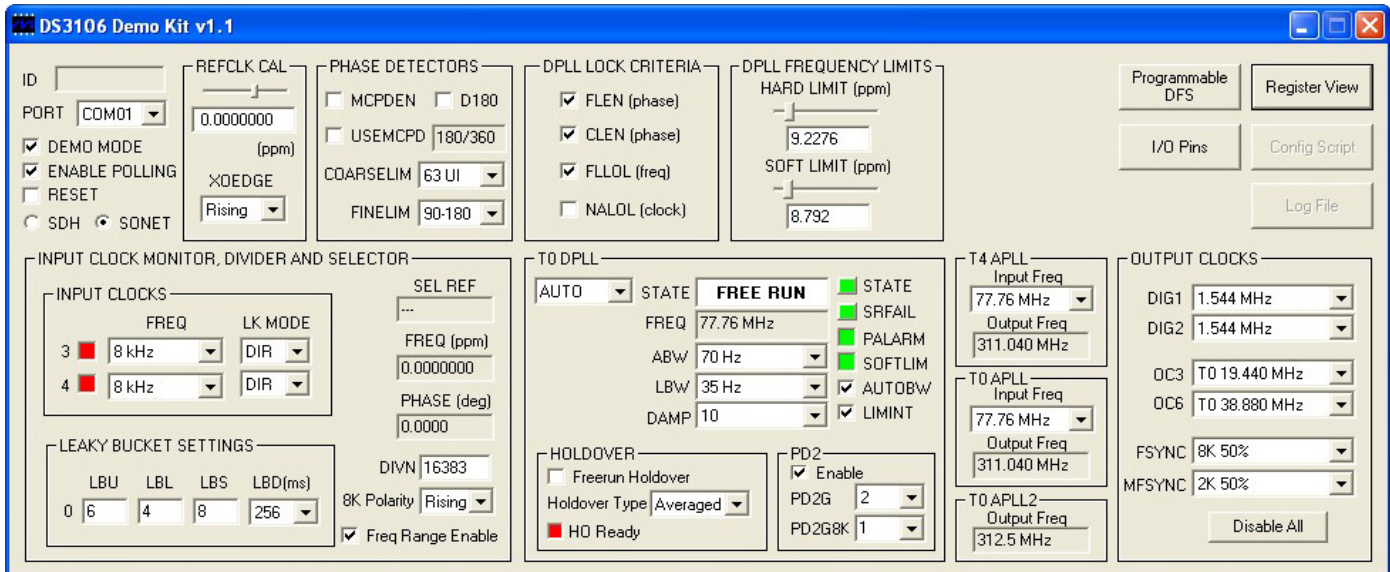 DS3106 Demo Kit v1.1
ID
PORT COM01
DEMO MODE
ENABLE POLLING
RESET
SDH SONET
REFCLK CAL
0.0000000
(ppm)
XOEDGE
Rising
PHASE DETECTORS
MCPDEN D180
USEMCPD 180/360
COARSELIM 63 UI
FINELIM 90-180
DPLL LOCK CRITERIA
FLEN (phase)
CLEN (phase)
FLLOL (freq)
NALOL (clock)
DPLL FREQUENCY LIMITS
HARD LIMIT (ppm)
9.2276
SOFT LIMIT (ppm)
8.792
Programmable
DFS
Register View
I/O Pins
Config Script
Log File
INPUT CLOCK MONITOR, DIVIDER AND SELECTOR
INPUT CLOCKS
FREQ LK MODE
3 8 kHz DIR
4 8 kHz DIR
LEAKY BUCKET SETTINGS
LBU LBL LBS LBD(ms)
0 6 4 8 256
SEL REF
---
FREQ (ppm)
0.0000000
PHASE (deg)
0.0000
DIVN 16383
8K Polarity Rising
Freq Range Enable
T0 DPLL
AUTO STATE FREE RUN
FREQ 77.76 MHz
ABW 70 Hz
LBW 35 Hz
DAMP 10
STATE
SRFAIL
PALARM
SOFTLIM
AUTOBW
LIMINT
HOLDOVER
Freerun Holdover
Holdover Type Averaged
HO Ready
PD2
Enable
PD2G 2
PD2G8K 1
T4 APLL
Input Freq
77.76 MHz
Output Freq
311.040 MHz
T0 APLL
Input Freq
77.76 MHz
Output Freq
311.040 MHz
T0 APLL2
Output Freq
312.5 MHz
OUTPUT CLOCKS
DIG1 1.544 MHz
DIG2 1.544 MHz
OC3 T0 19.440 MHz
OC6 T0 38.880 MHz
FSYNC 8K 50%
MFSYNC 2K 50%
Disable All